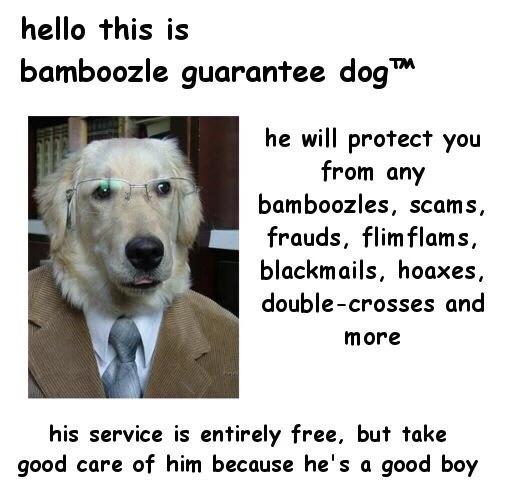 hello this is
bamboozle guarantee dog™
he will protect you
from any
bamboozles, scams,
frauds, flimflams,
blackmails, hoaxes,
double-crosses and
more
his service is entirely free, but take
good care of him because he's a good boy